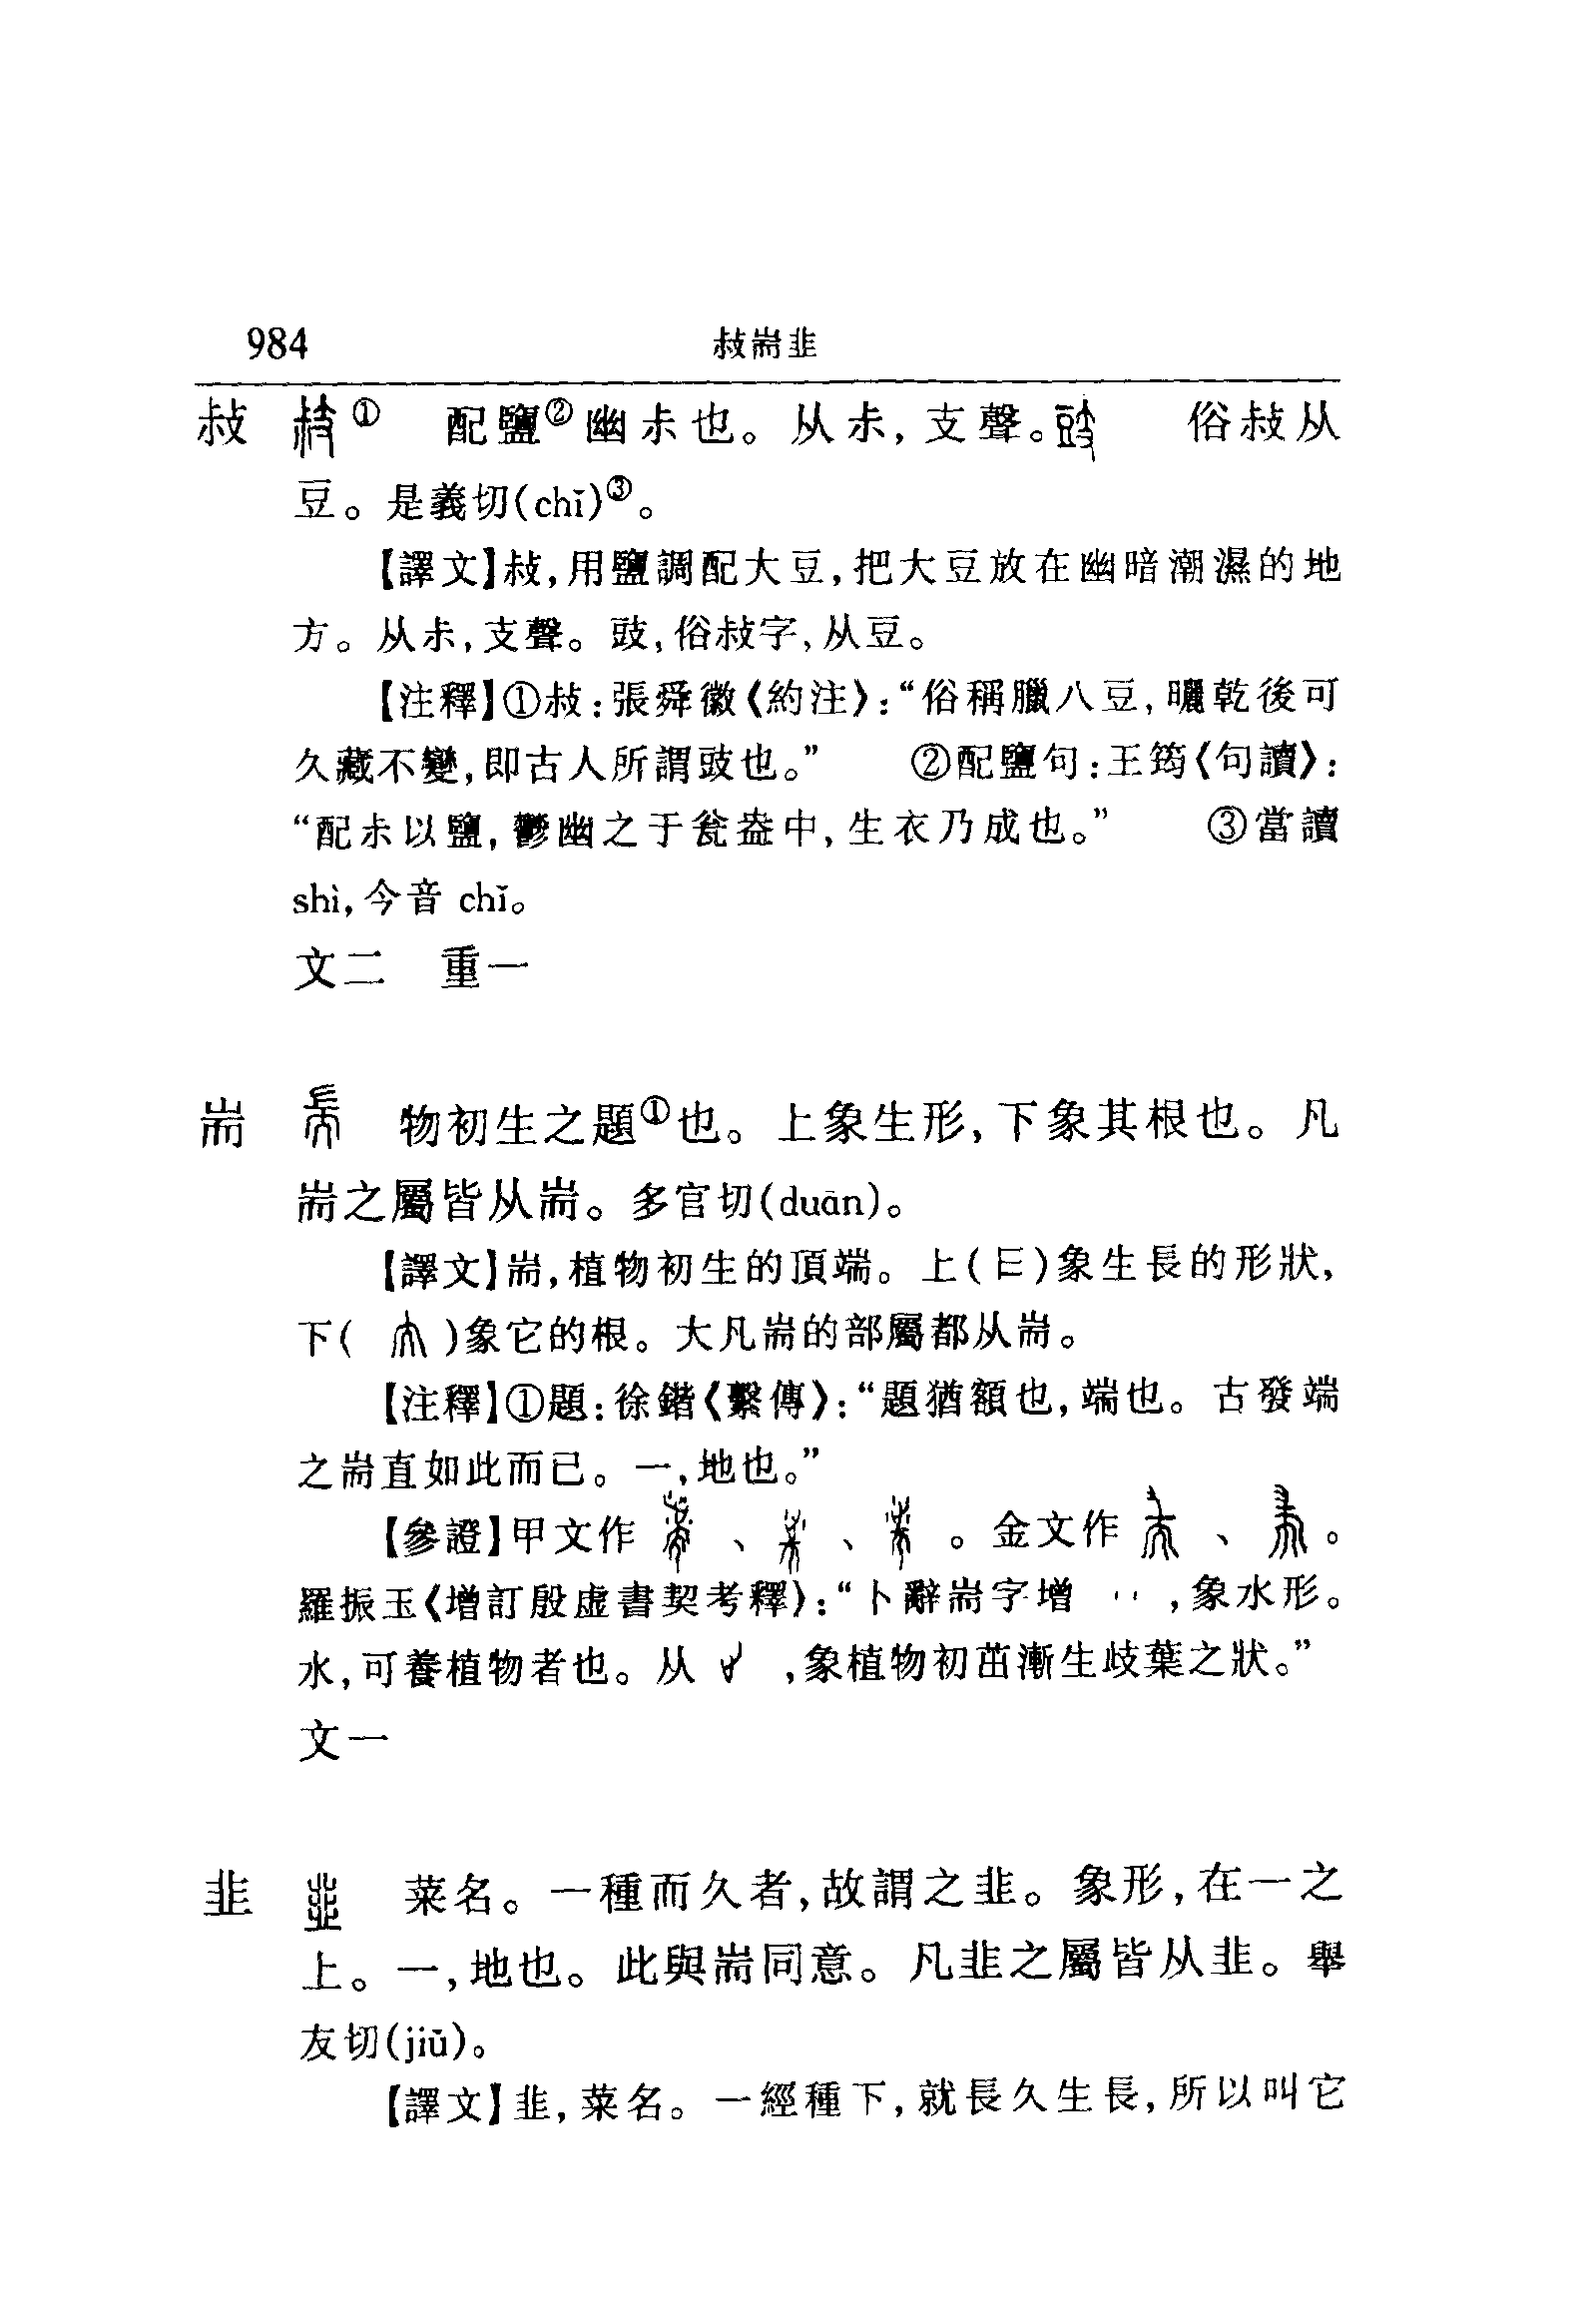 984 敊耑韭
敊 ① 配鹽②幽尗也。从尗,支聲。 俗敊从
豆。是義切(chǐ)③。
【譯文】敊,用鹽調配大豆,把大豆放在幽暗潮濕的地
方。从尗,支聲。豉,俗敊字,从豆。
【注釋】①敊:張舜徽《約注》:“俗稱臘八豆,曬乾後可
久藏不變,即古人所謂豉也。” ②配鹽句:王筠《句讀》:
“配尗以鹽,鬱幽之于瓮盎中,生衣乃成也。” ③當讀
shì,今音 chǐ。
文二 重一
耑 物初生之題①也。上象生形,下象其根也。凡
耑之屬皆从耑。多官切(duān)。
【譯文】耑,植物初生的頂端。上( )象生長的形狀,
下( )象它的根。大凡耑的部屬都从耑。
【注釋】①題:徐鍇《繫傳》:“題猶額也,端也。古發端
之耑直如此而已。一,地也。”
【參證】甲文作 、 、 。金文作 、 。
羅振玉《增訂殷虛書契考釋》:“卜辭耑字增 ,象水形。
水,可養植物者也。从 ,象植物初茁漸生歧葉之狀。”
文一
韭 菜名。一種而久者,故謂之韭。象形,在一之
上。一,地也。此與耑同意。凡韭之屬皆从韭。舉
友切(jiǔ)。
【譯文】韭,菜名。一經種下,就長久生長,所以叫它